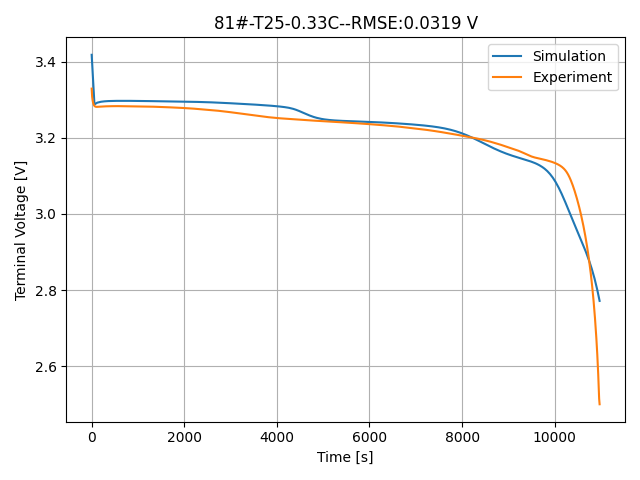 81#-T25-0.33C--RMSE:0.0319 V
Simulation
Experiment
Terminal Voltage [V]
3.4
3.2
3.0
2.8
2.6
0 2000 4000 6000 8000 10000
Time [s]